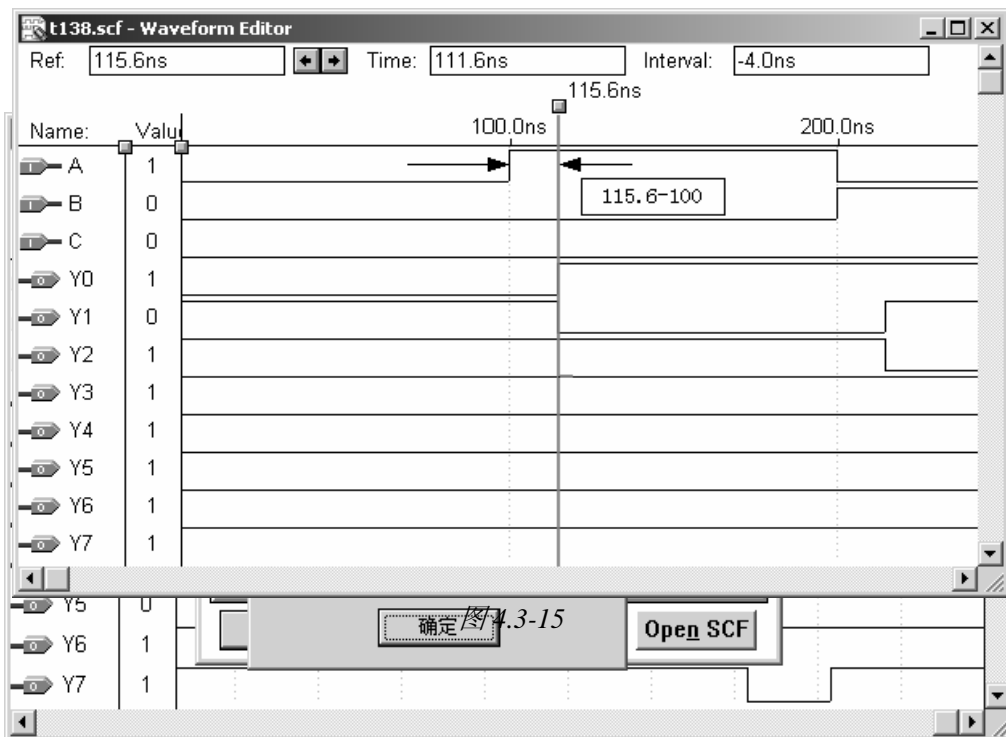 t138.scf - Waveform Editor
Ref: 115.6ns Time: 111.6ns Interval: -4.0ns
115.6ns
Name: Valu 100.0ns 200.0ns
A 1
115.6-100
B 0
C 0
Y0 1
Y1 0
Y2 1
Y3 1
Y4 1
Y5 1
Y6 1
Y7 1
Y5 0
确定 图 4.3-15 Open SCF
Y6 1
Y7 1